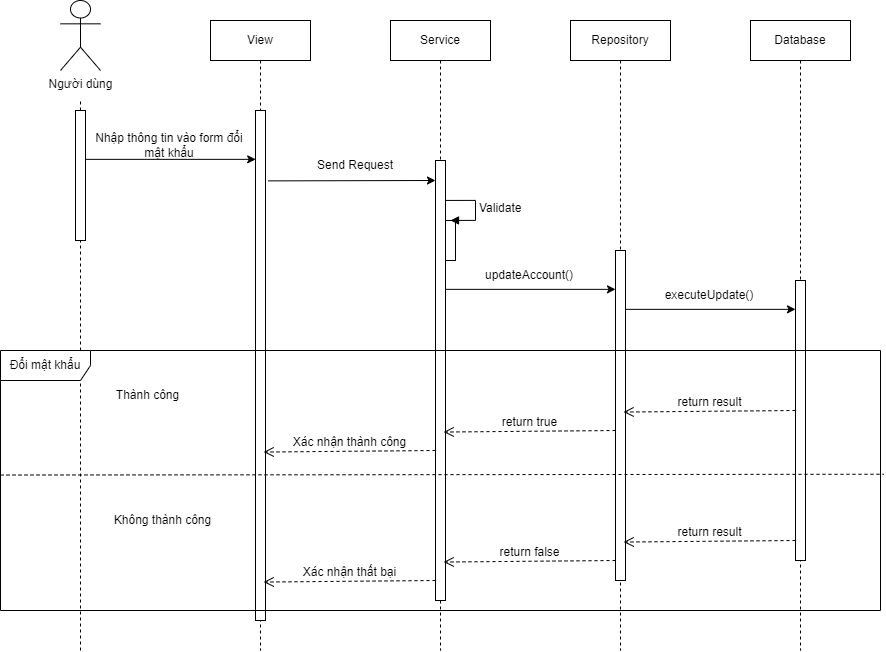 View
Service
Repository
Database
Người dùng
Nhập thông tin vào form đổi
mật khẩu
Send Request
Validate
updateAccount()
executeUpdate()
Đổi mật khẩu
Thành công
return result
return true
Xác nhận thành công
Không thành công
return result
return false
Xác nhận thất bại